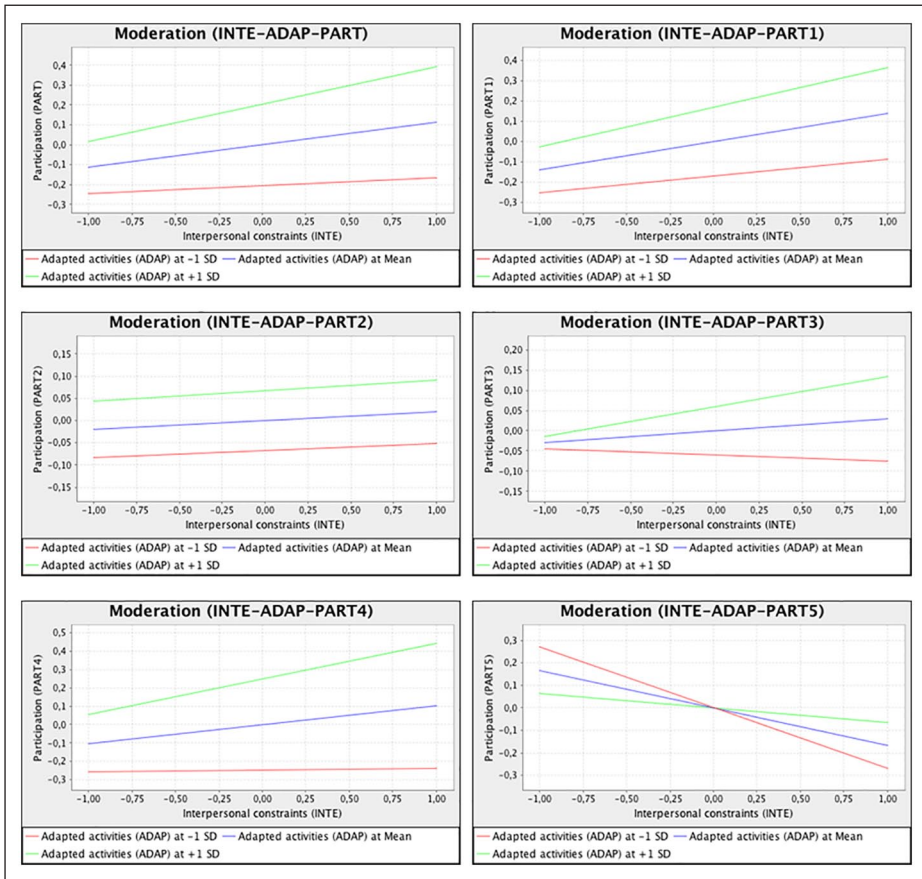 Moderation (INTE-ADAP-PART)
0,4
0,3
0,2
0,1
0,0
−0,1
−0,2
−0,3
Participation (PART)
−1,00 −0,75 −0,50 −0,25 0,00 0,25 0,50 0,75 1,00
Interpersonal constraints (INTE)
Adapted activities (ADAP) at −1 SD Adapted activities (ADAP) at Mean
Adapted activities (ADAP) at +1 SD
Moderation (INTE-ADAP-PART1)
0,4
0,3
0,2
0,1
0,0
−0,1
−0,2
−0,3
Participation (PART1)
−1,00 −0,75 −0,50 −0,25 0,00 0,25 0,50 0,75 1,00
Interpersonal constraints (INTE)
Adapted activities (ADAP) at −1 SD Adapted activities (ADAP) at Mean
Adapted activities (ADAP) at +1 SD
Moderation (INTE-ADAP-PART2)
0,15
0,10
0,05
0,00
−0,05
−0,10
−0,15
Participation (PART2)
−1,00 −0,75 −0,50 −0,25 0,00 0,25 0,50 0,75 1,00
Interpersonal constraints (INTE)
Adapted activities (ADAP) at −1 SD Adapted activities (ADAP) at Mean
Adapted activities (ADAP) at +1 SD
Moderation (INTE-ADAP-PART3)
0,20
0,15
0,10
0,05
0,00
−0,05
−0,10
−0,15
Participation (PART3)
−1,00 −0,75 −0,50 −0,25 0,00 0,25 0,50 0,75 1,00
Interpersonal constraints (INTE)
Adapted activities (ADAP) at −1 SD Adapted activities (ADAP) at Mean
Adapted activities (ADAP) at +1 SD
Moderation (INTE-ADAP-PART4)
0,5
0,4
0,3
0,2
0,1
0,0
−0,1
−0,2
−0,3
Participation (PART4)
−1,00 −0,75 −0,50 −0,25 0,00 0,25 0,50 0,75 1,00
Interpersonal constraints (INTE)
Adapted activities (ADAP) at −1 SD Adapted activities (ADAP) at Mean
Adapted activities (ADAP) at +1 SD
Moderation (INTE-ADAP-PART5)
0,3
0,2
0,1
0,0
−0,1
−0,2
−0,3
Participation (PART5)
−1,00 −0,75 −0,50 −0,25 0,00 0,25 0,50 0,75 1,00
Interpersonal constraints (INTE)
Adapted activities (ADAP) at −1 SD Adapted activities (ADAP) at Mean
Adapted activities (ADAP) at +1 SD